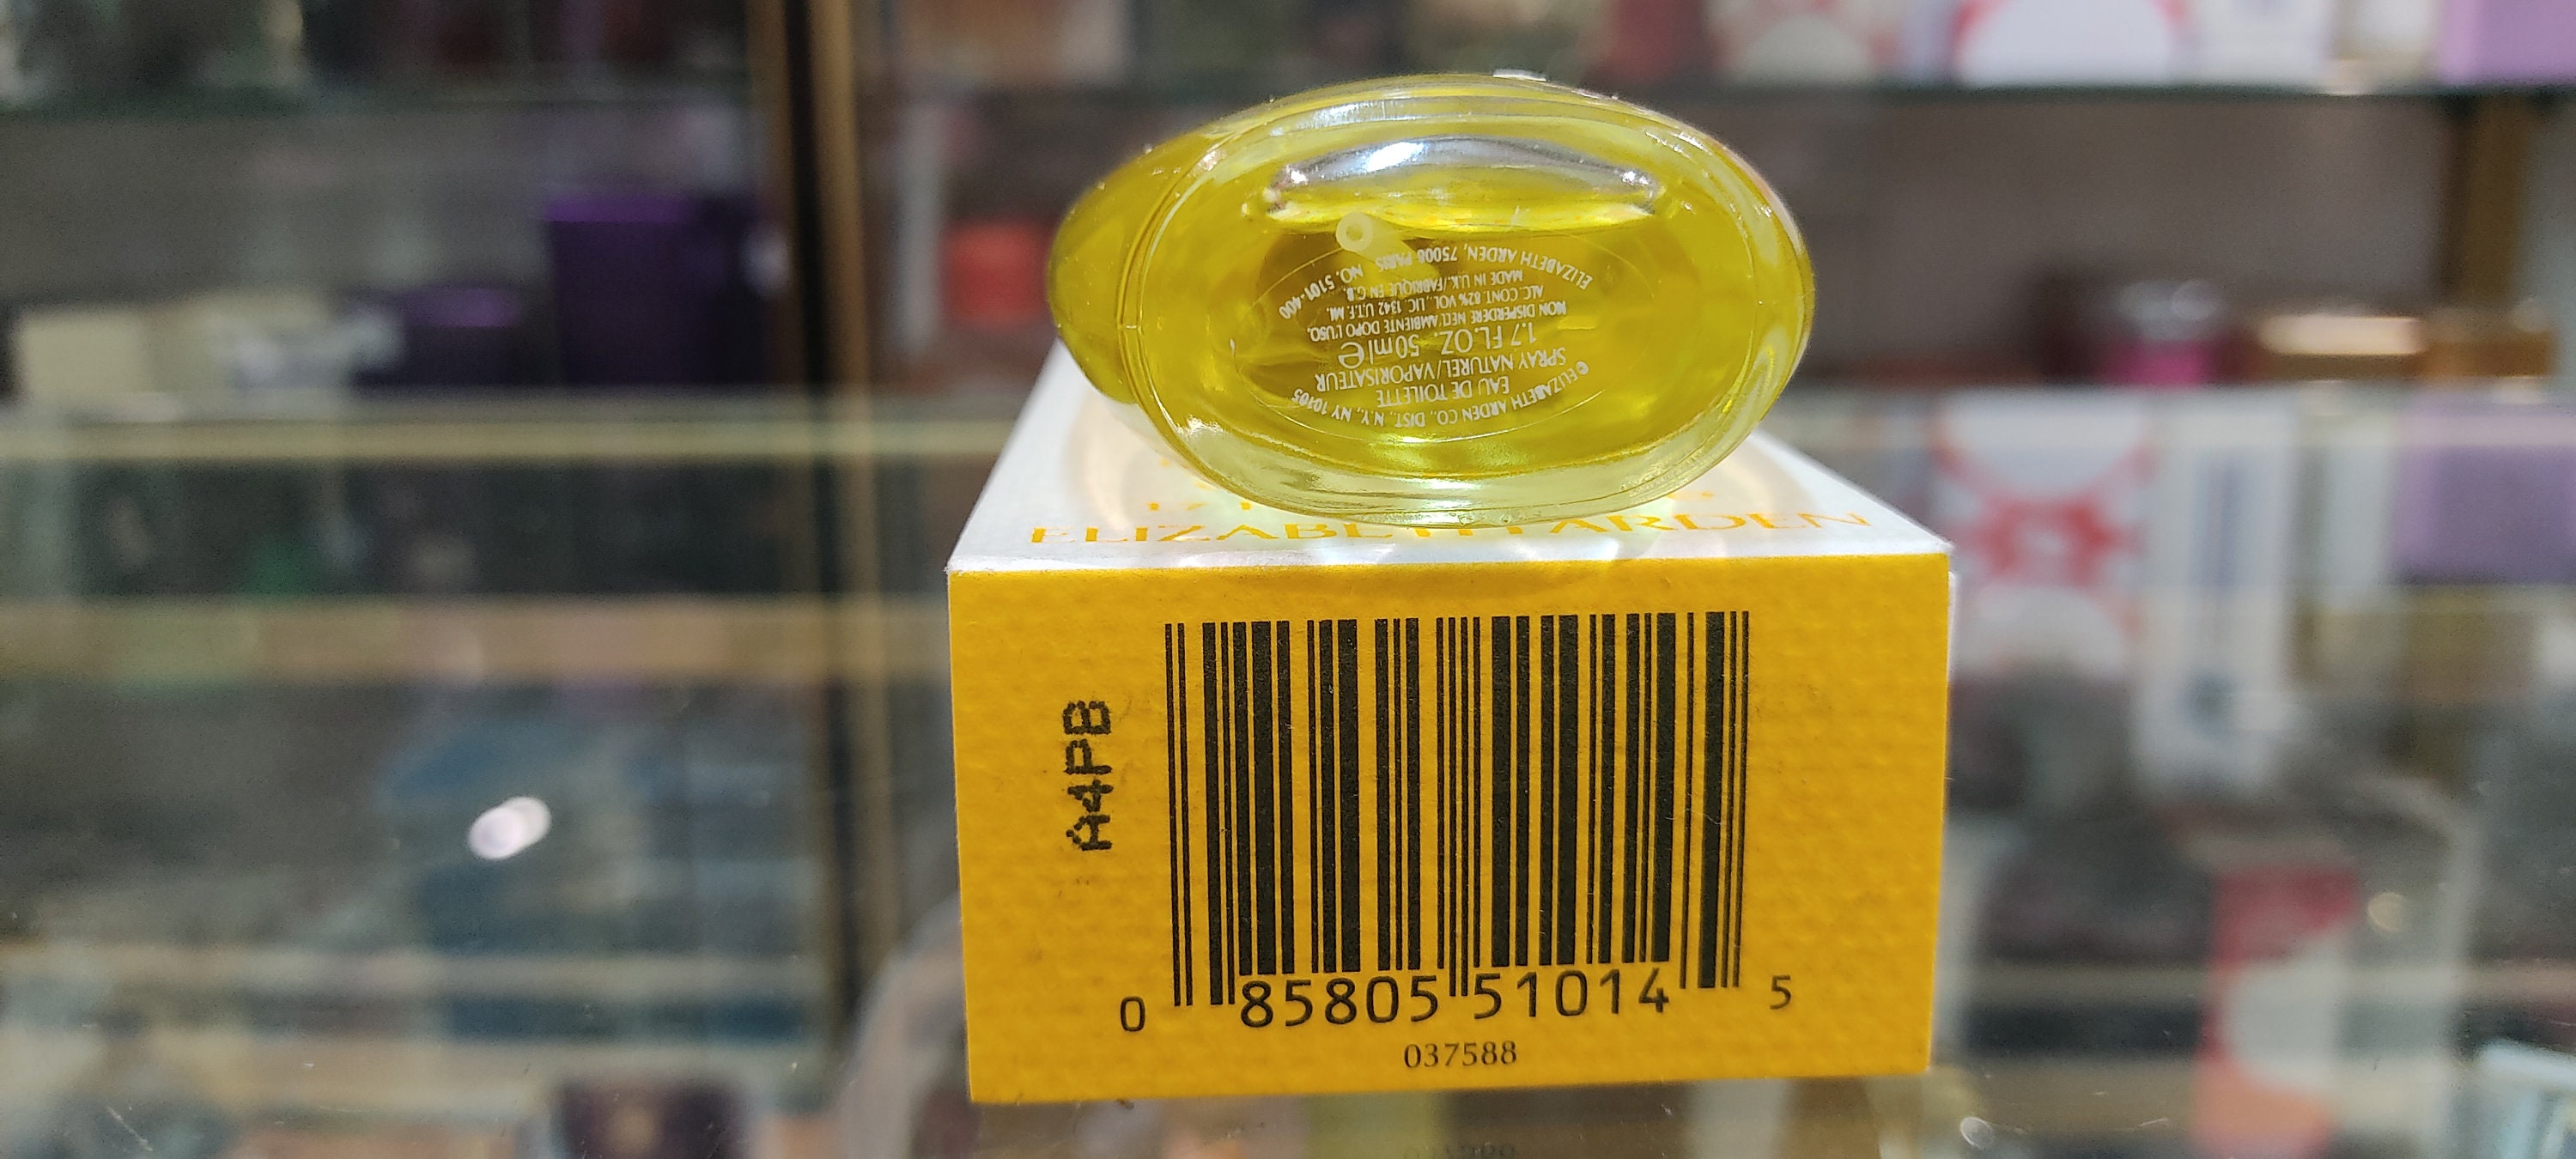 ELIZABETH ARDEN CO., DIST. N.Y., NY 10105
EAU DE TOILETTE
SPRAY NATUREL/VAPORISATEUR
1.7 FL.OZ. 50ml e
NON DISPERDERE NELL'AMBIENTE DOPO L'USO.
ALC. CONT. 82% VOL., LIC. 1342 U.T.F. MI.
MADE IN U.K./FABRIQUE EN G.B.
ELIZABETH ARDEN, 75008 PARIS NO. 5101-400
ELIZABETH ARDEN
A4PB
0 85805 51014 5
037588